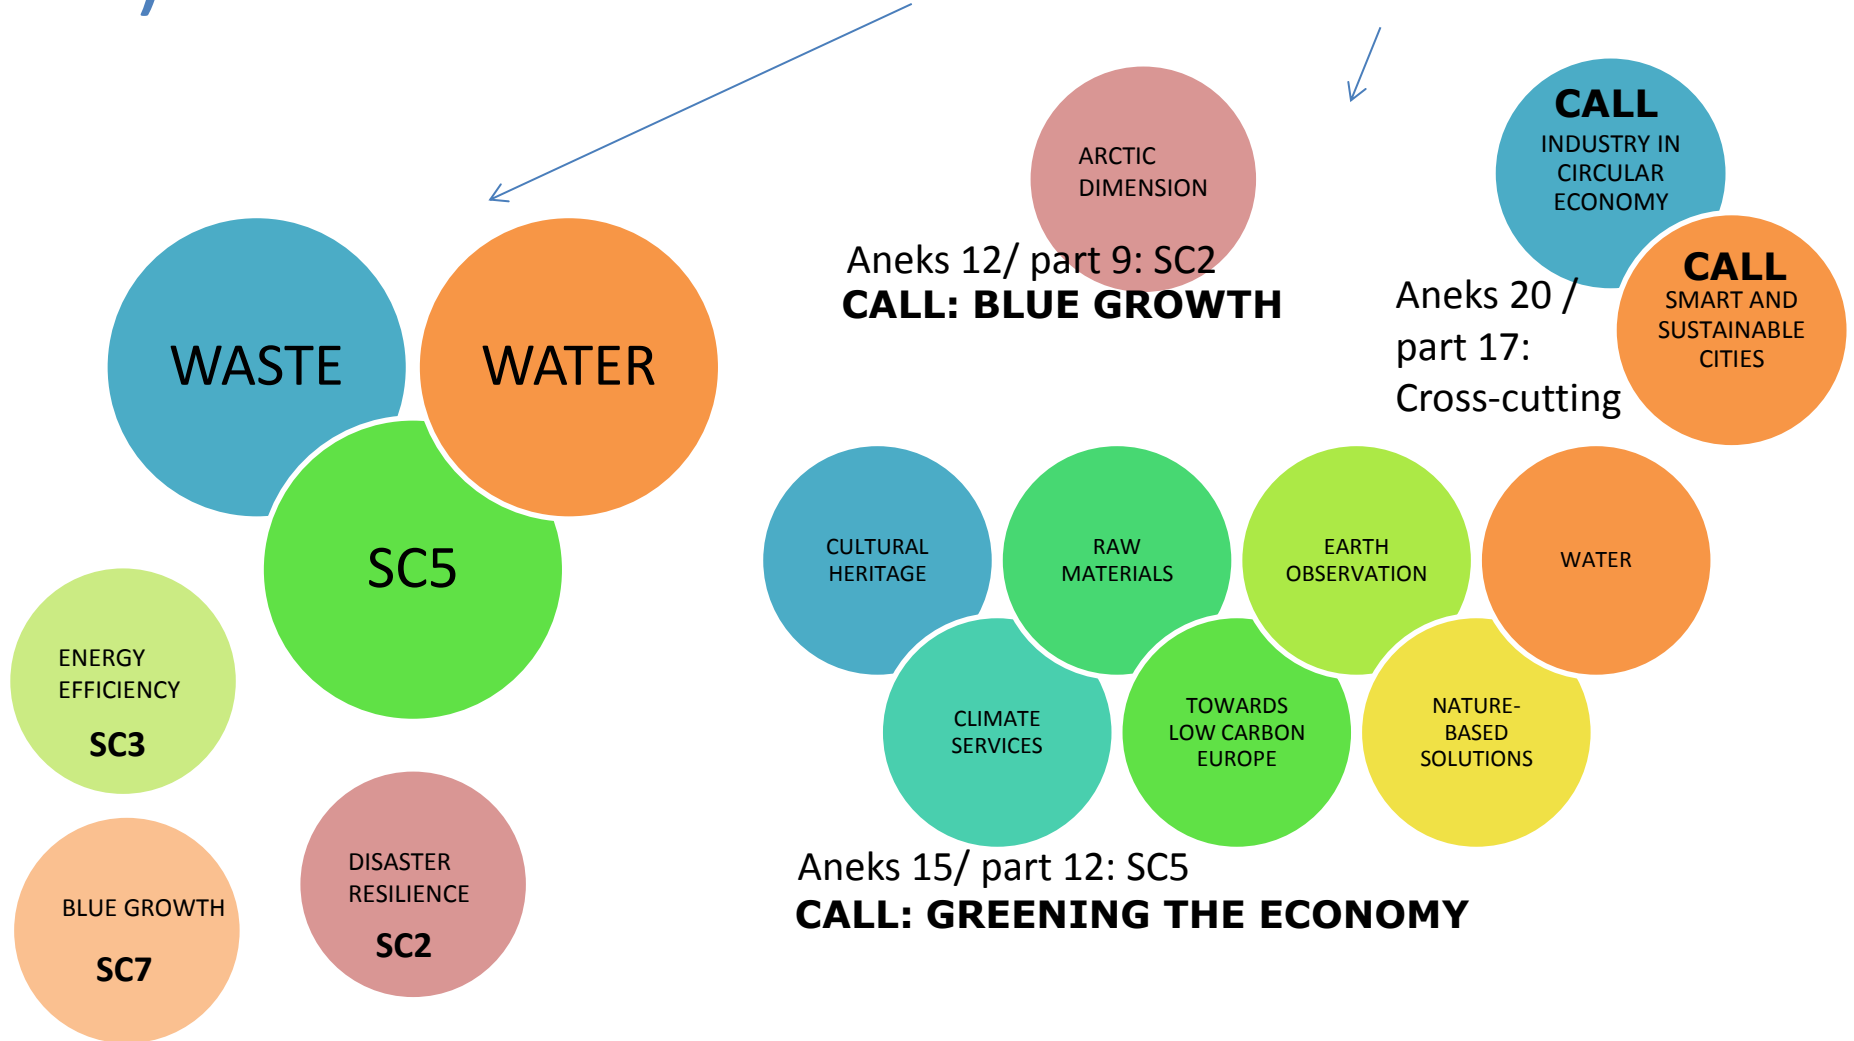 WASTE
WATER
SC5
ENERGY
EFFICIENCY
SC3
BLUE GROWTH
SC7
DISASTER
RESILIENCE
SC2
ARCTIC
DIMENSION
Aneks 12/ part 9: SC2
CALL: BLUE GROWTH
CALL
INDUSTRY IN
CIRCULAR
ECONOMY
CALL
SMART AND
SUSTAINABLE
CITIES
Aneks 20 /
part 17:
Cross-cutting
CULTURAL
HERITAGE
RAW
MATERIALS
EARTH
OBSERVATION
WATER
CLIMATE
SERVICES
TOWARDS
LOW CARBON
EUROPE
NATURE-
BASED
SOLUTIONS
Aneks 15/ part 12: SC5
CALL: GREENING THE ECONOMY